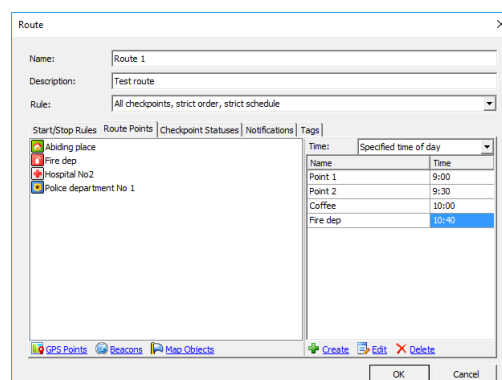 Route
Name: Route 1
Description: Test route
Rule: All checkpoints, strict order, strict schedule
Start/Stop Rules Route Points Checkpoint Statuses Notifications Tags
Abiding place
Fire dep
Hospital No2
Police department No 1
Time: Specified time of day
Name Time
Point 1 9:00
Point 2 9:30
Coffee 10:00
Fire dep 10:40
GPS Points Beacons Map Objects
Create Edit Delete
OK Cancel